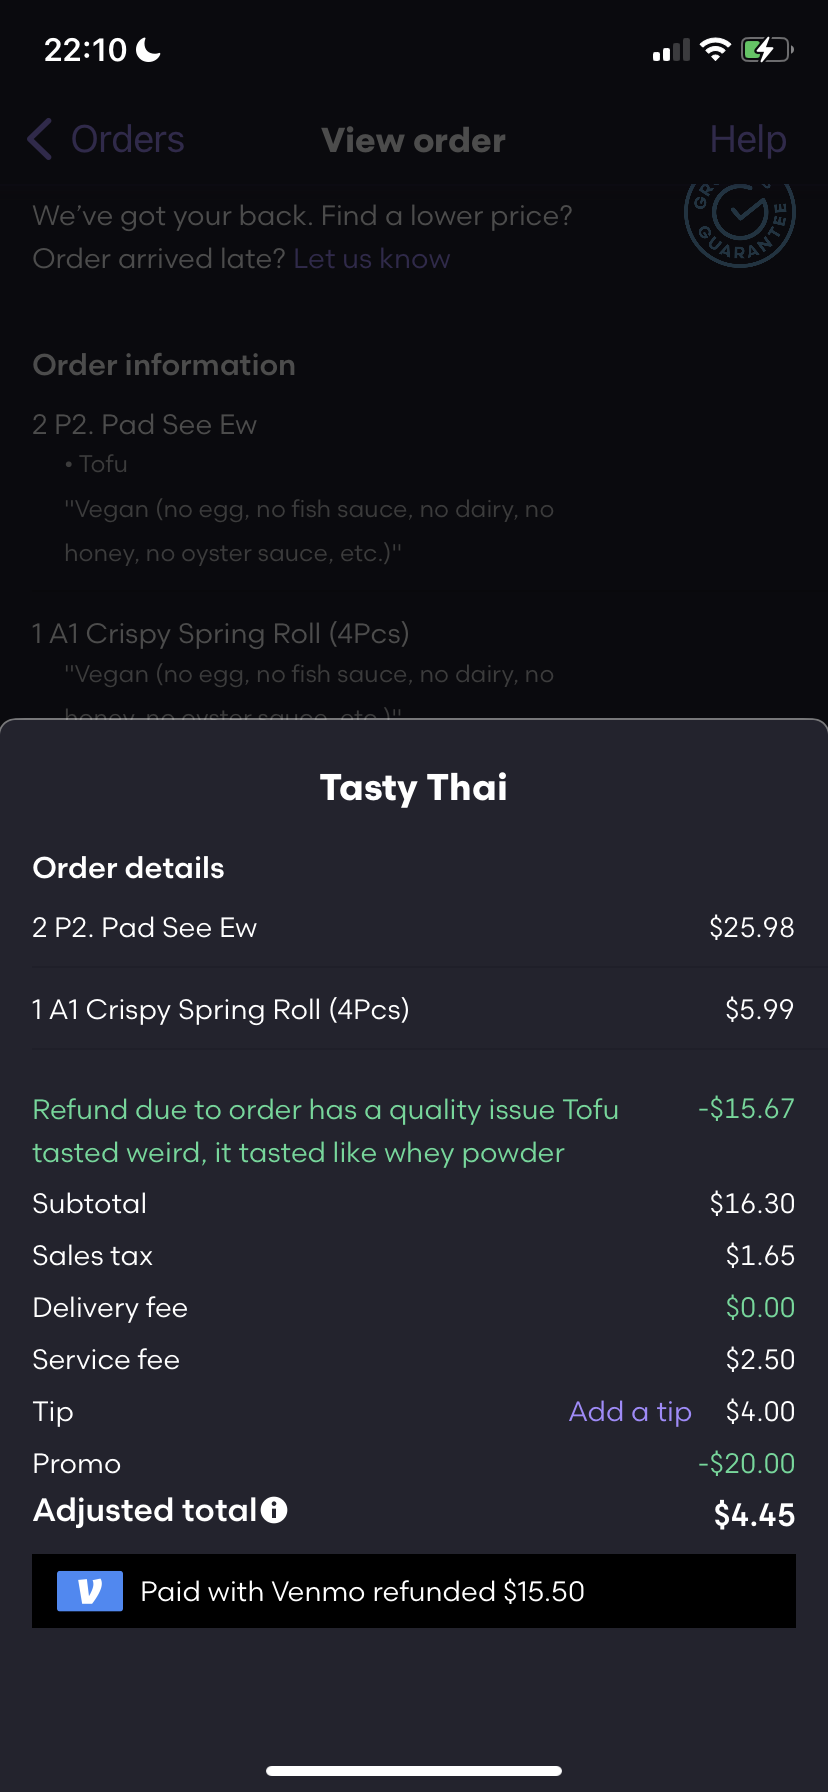 22:10
Orders View order Help
We've got your back. Find a lower price?
Order arrived late? Let us know
GUARANTEE
Order information
2 P2. Pad See Ew
• Tofu
"Vegan (no egg, no fish sauce, no dairy, no
honey, no oyster sauce, etc.)"
1 A1 Crispy Spring Roll (4Pcs)
"Vegan (no egg, no fish sauce, no dairy, no
honey, no oyster sauce, etc.)"
Tasty Thai
Order details
2 P2. Pad See Ew $25.98
1 A1 Crispy Spring Roll (4Pcs) $5.99
Refund due to order has a quality issue Tofu -$15.67
tasted weird, it tasted like whey powder
Subtotal $16.30
Sales tax $1.65
Delivery fee $0.00
Service fee $2.50
Tip Add a tip $4.00
Promo -$20.00
Adjusted total $4.45
Paid with Venmo refunded $15.50